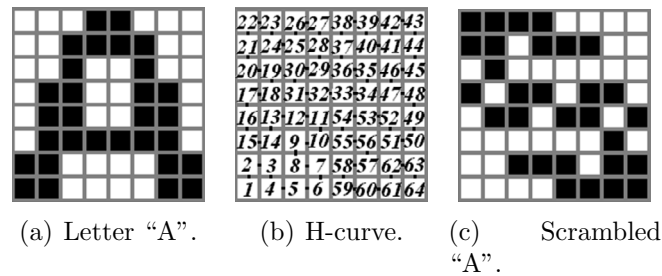 22 23 26 27 38 39 42 43
21 24 25 28 37 40 41 44
20 19 30 29 36 35 46 45
17 18 31 32 33 34 47 48
16 13 12 11 54 53 52 49
15 14 9 10 55 56 51 50
2 3 8 7 58 57 62 63
1 4 5 6 59 60 61 64
(a) Letter “A”.
(b) H-curve.
(c) Scrambled
“A”.